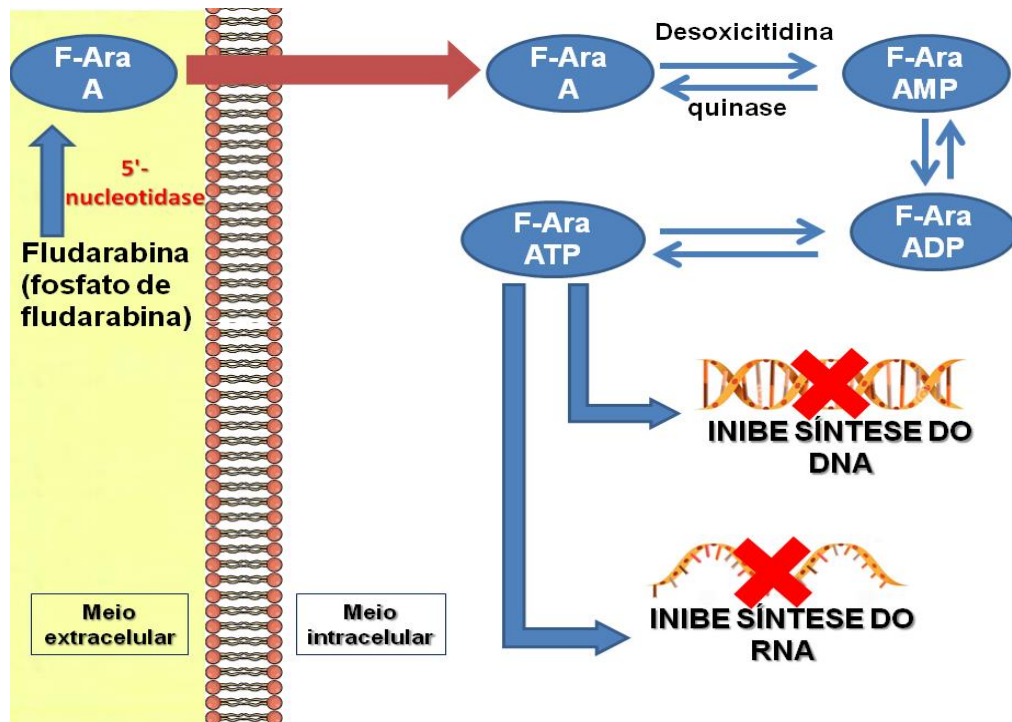 F-Ara
A
5'-
nucleotidase
Fludarabina
(fosfato de
fludarabina)
F-Ara
A
Desoxicitidina
quinase
F-Ara
AMP
F-Ara
ADP
F-Ara
ATP
INIBE SÍNTESE DO
DNA
INIBE SÍNTESE DO
RNA
Meio
extracelular
Meio
intracelular